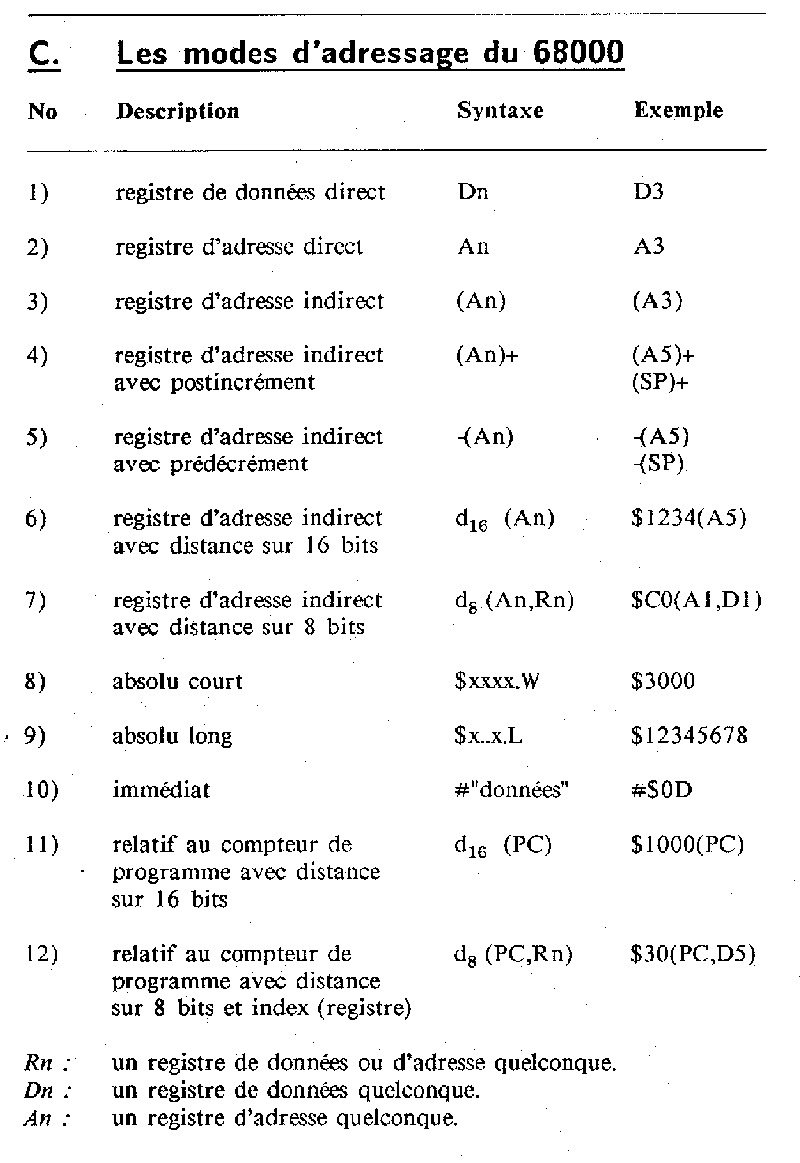 C. Les modes d'adressage du 68000
No Description Syntaxe Exemple
1) registre de données direct Dn D3
2) registre d'adresse direct An A3
3) registre d'adresse indirect (An) (A3)
4) registre d'adresse indirect (An)+ (A5)+
avec postincrément (SP)+
5) registre d'adresse indirect -(An) -(A5)
avec prédécrément -(SP)
6) registre d'adresse indirect d₁₆ (An) $1234(A5)
avec distance sur 16 bits
7) registre d'adresse indirect d₈ (An,Rn) $C0(A1,D1)
avec distance sur 8 bits
8) absolu court $xxxx.W $3000
9) absolu long $x..x.L $12345678
10) immédiat #"données" #$0D
11) relatif au compteur de d₁₆ (PC) $1000(PC)
programme avec distance
sur 16 bits
12) relatif au compteur de d₈ (PC,Rn) $30(PC,D5)
programme avec distance
sur 8 bits et index (registre)
Rn : un registre de données ou d'adresse quelconque.
Dn : un registre de données quelconque.
An : un registre d'adresse quelconque.